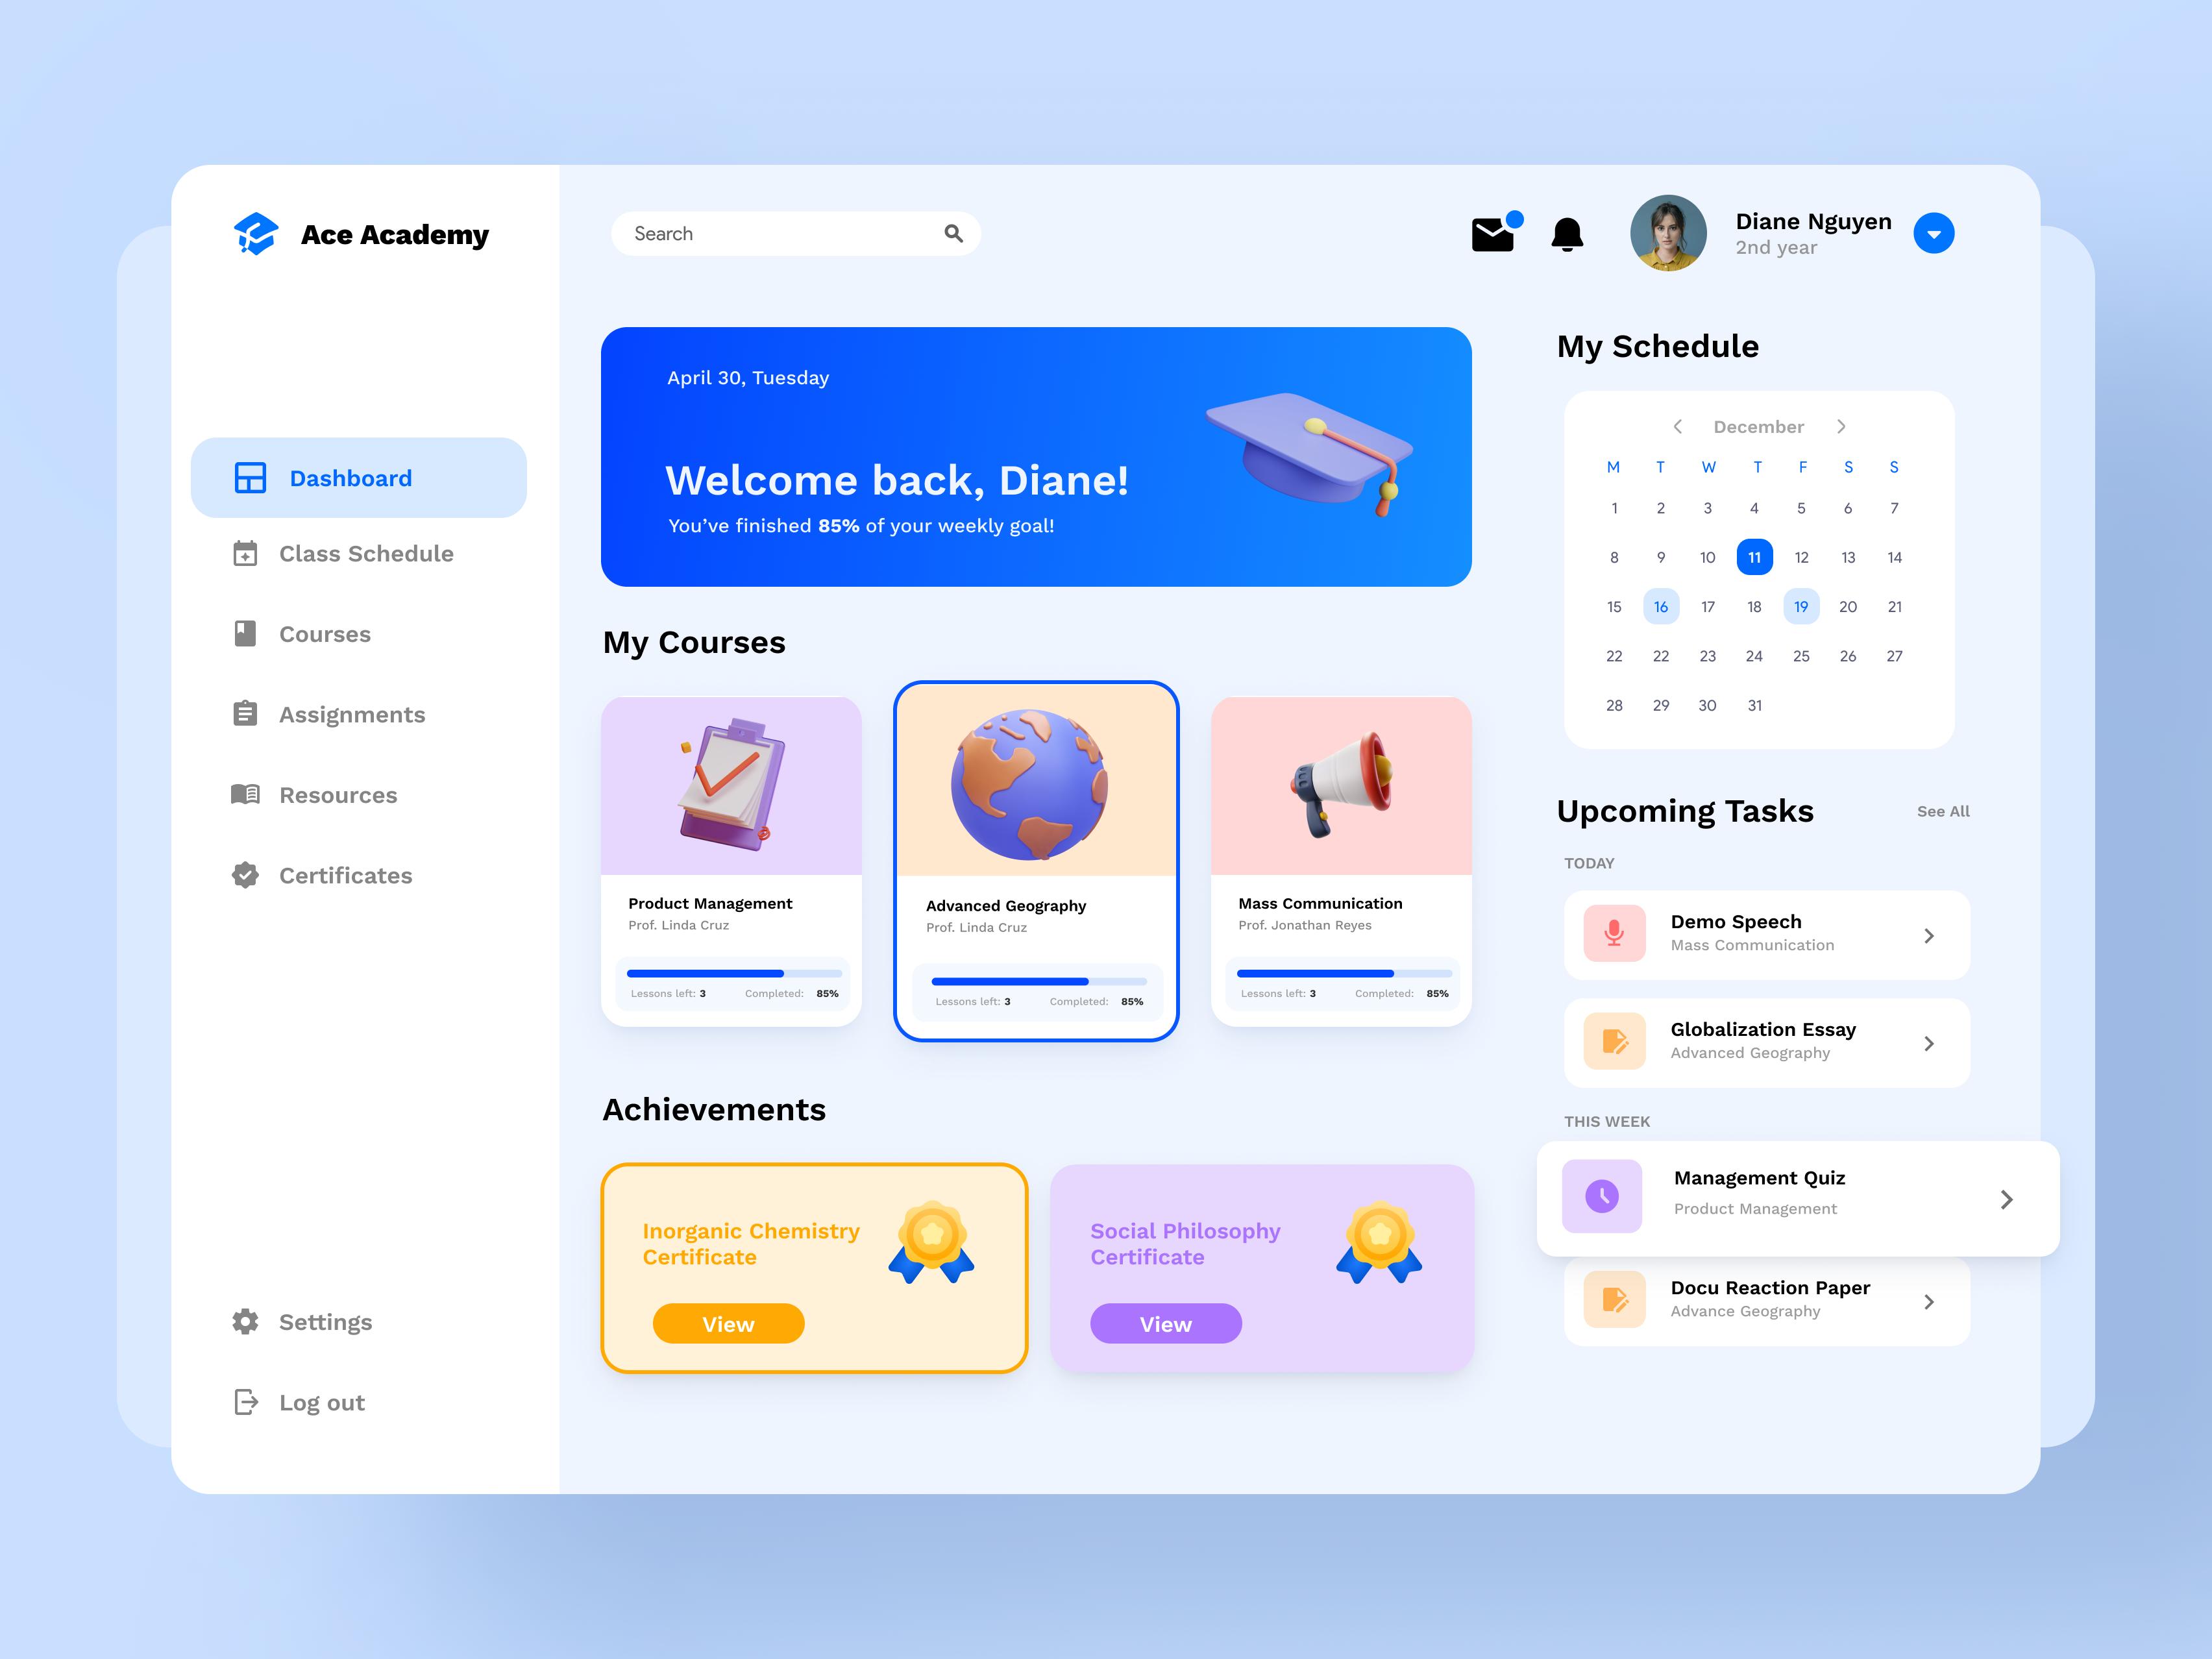 Ace Academy
Search
Diane Nguyen
2nd year
Dashboard
Class Schedule
Courses
Assignments
Resources
Certificates
Settings
Log out
April 30, Tuesday
Welcome back, Diane!
You’ve finished 85% of your weekly goal!
My Courses
Product Management
Prof. Linda Cruz
Lessons left: 3 Completed: 85%
Advanced Geography
Prof. Linda Cruz
Lessons left: 3 Completed: 85%
Mass Communication
Prof. Jonathan Reyes
Lessons left: 3 Completed: 85%
Achievements
Inorganic Chemistry
Certificate
View
Social Philosophy
Certificate
View
My Schedule
December
M T W T F S S
1 2 3 4 5 6 7
8 9 10 11 12 13 14
15 16 17 18 19 20 21
22 22 23 24 25 26 27
28 29 30 31
Upcoming Tasks See All
TODAY
Demo Speech
Mass Communication
Globalization Essay
Advanced Geography
THIS WEEK
Management Quiz
Product Management
Docu Reaction Paper
Advance Geography